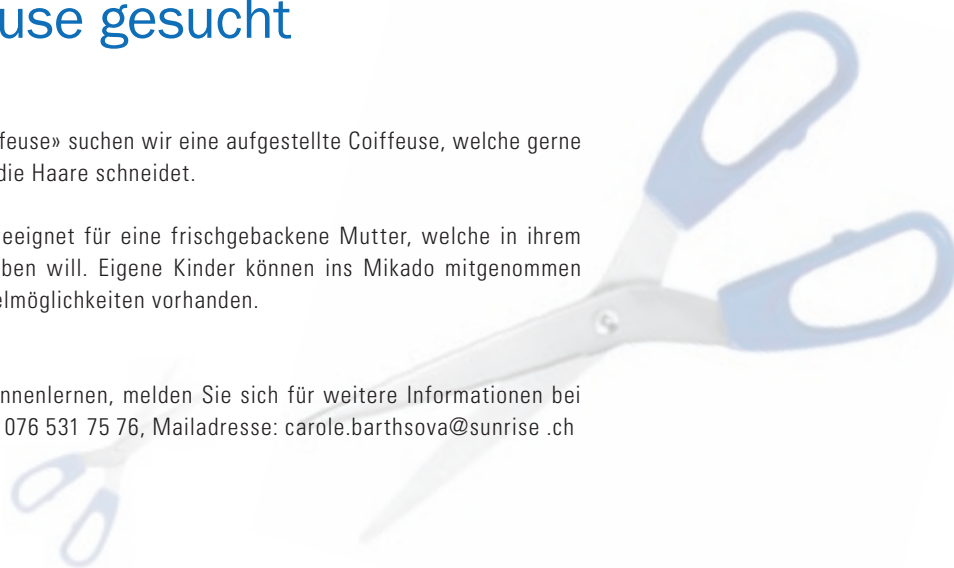 use gesucht
feuse» suchen wir eine aufgestellte Coiffeuse, welche gerne
die Haare schneidet.
eeignet für eine frischgebackene Mutter, welche in ihrem
ben will. Eigene Kinder können ins Mikado mitgenommen
elmöglichkeiten vorhanden.
nnenlernen, melden Sie sich für weitere Informationen bei
076 531 75 76, Mailadresse: carole.barthsova@sunrise .ch